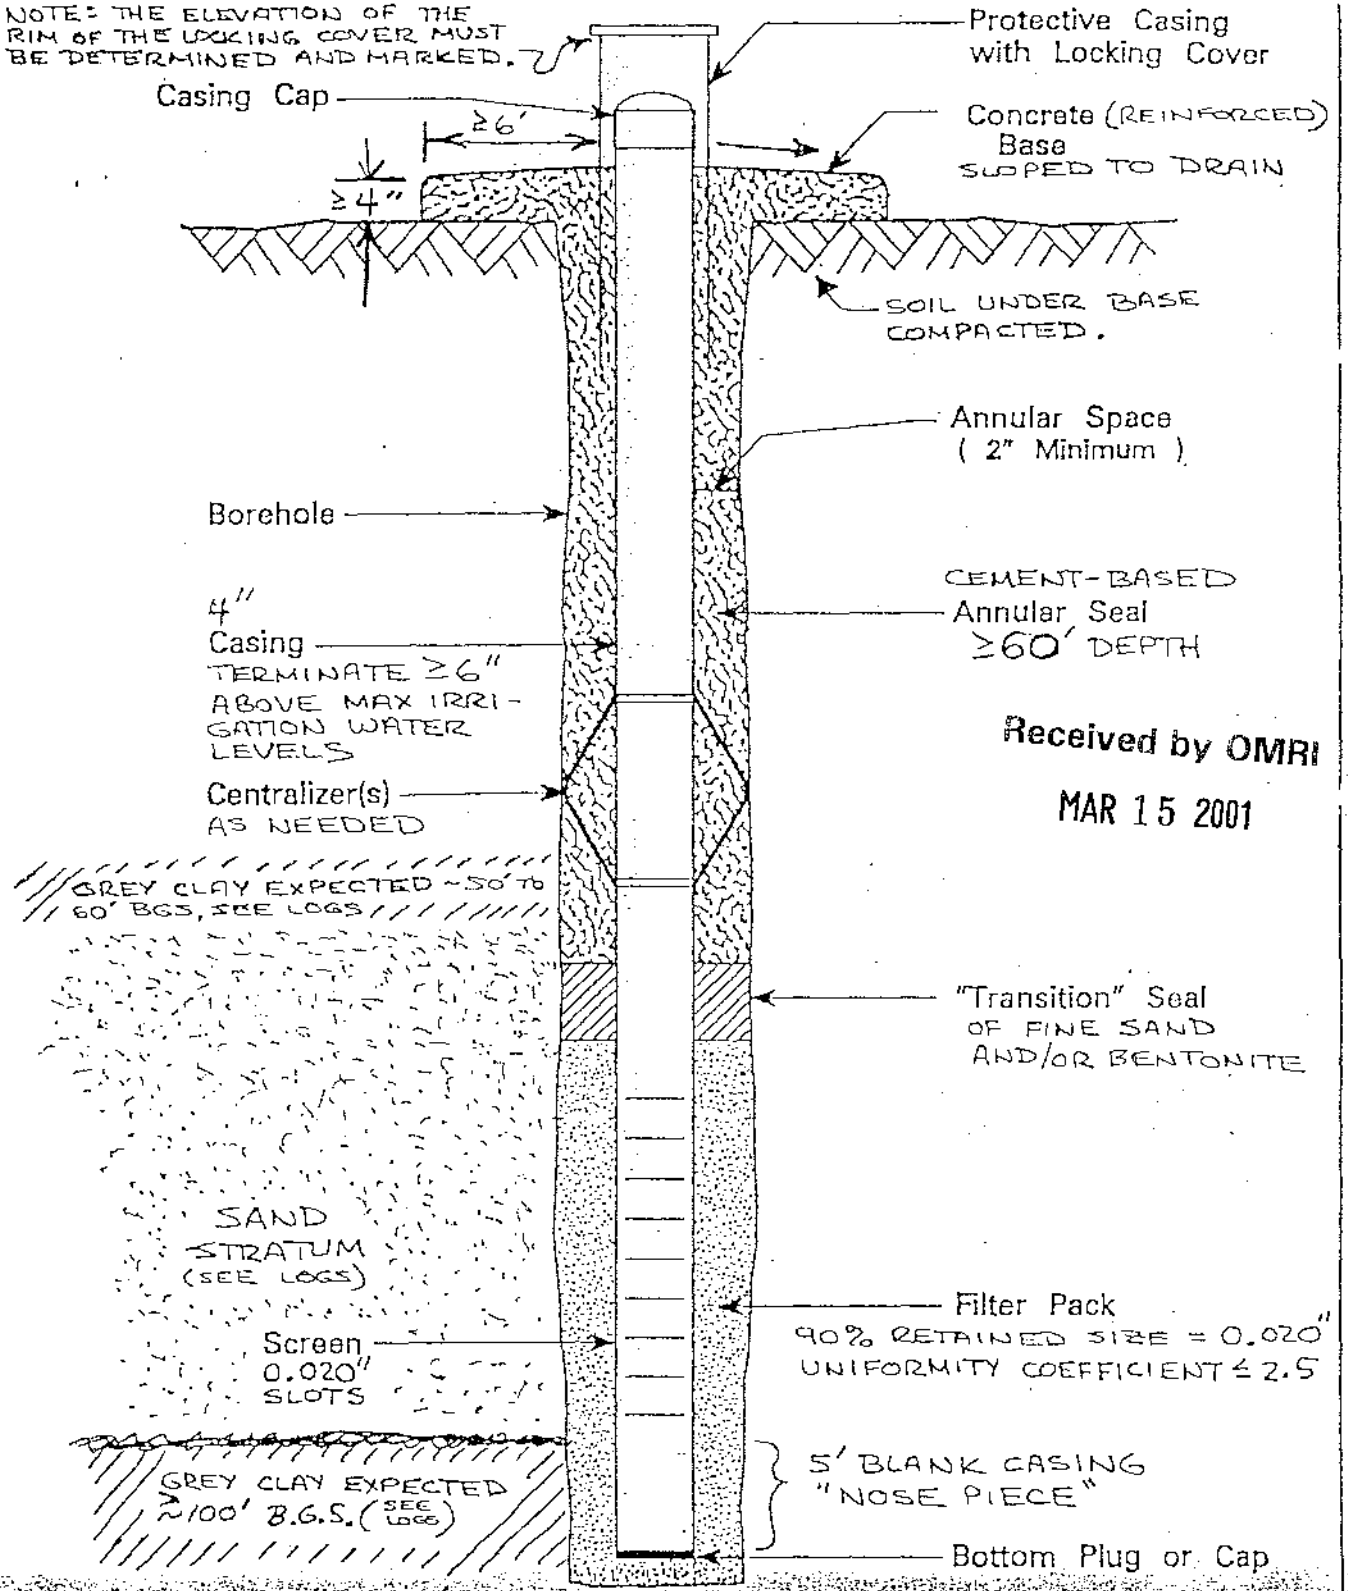 NOTE: THE ELEVATION OF THE
RIM OF THE LOCKING COVER MUST
BE DETERMINED AND MARKED.
Protective Casing
with Locking Cover
Casing Cap
≥6'
Concrete (REINFORCED)
Base
SLOPED TO DRAIN
≥4"
SOIL UNDER BASE
COMPACTED.
Annular Space
( 2" Minimum )
Borehole
CEMENT-BASED
Annular Seal
≥60' DEPTH
4"
Casing
TERMINATE ≥6"
ABOVE MAX IRRI-
GATION WATER
LEVELS
Received by OMRI
MAR 15 2001
Centralizer(s)
AS NEEDED
GREY CLAY EXPECTED ~50' TO
60' BGS, SEE LOGS
"Transition" Seal
OF FINE SAND
AND/OR BENTONITE
SAND
STRATUM
(SEE LOGS)
Filter Pack
90% RETAINED SIZE = 0.020"
UNIFORMITY COEFFICIENT ≤ 2.5
Screen
0.020"
SLOTS
5' BLANK CASING
"NOSE PIECE"
GREY CLAY EXPECTED
≥~100' B.G.S. (SEE
LOGS)
Bottom Plug or Cap